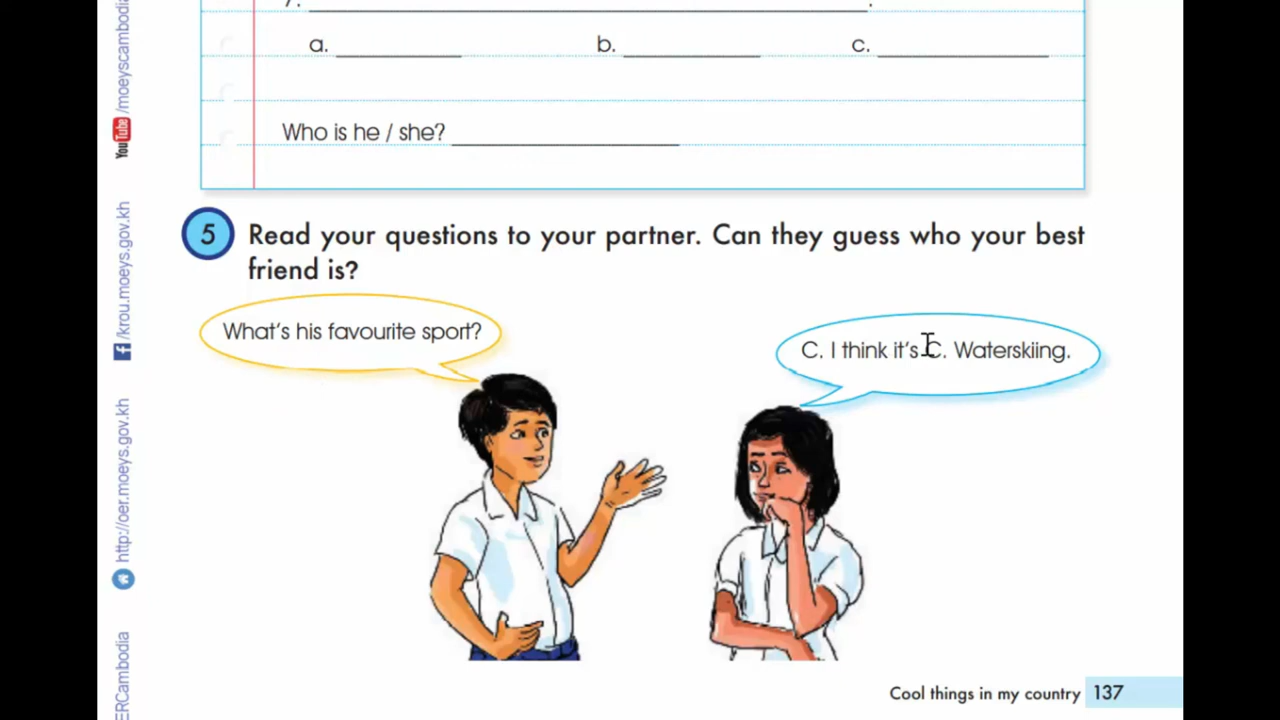 7. .
a. b. c.
Who is he / she?
5 Read your questions to your partner. Can they guess who your best
friend is?
What's his favourite sport?
C. I think it's C. Waterskiing.
Cool things in my country 137
YouTube /moeyscambodia
/krou.moeys.gov.kh
http://oer.moeys.gov.kh
ERCambodia